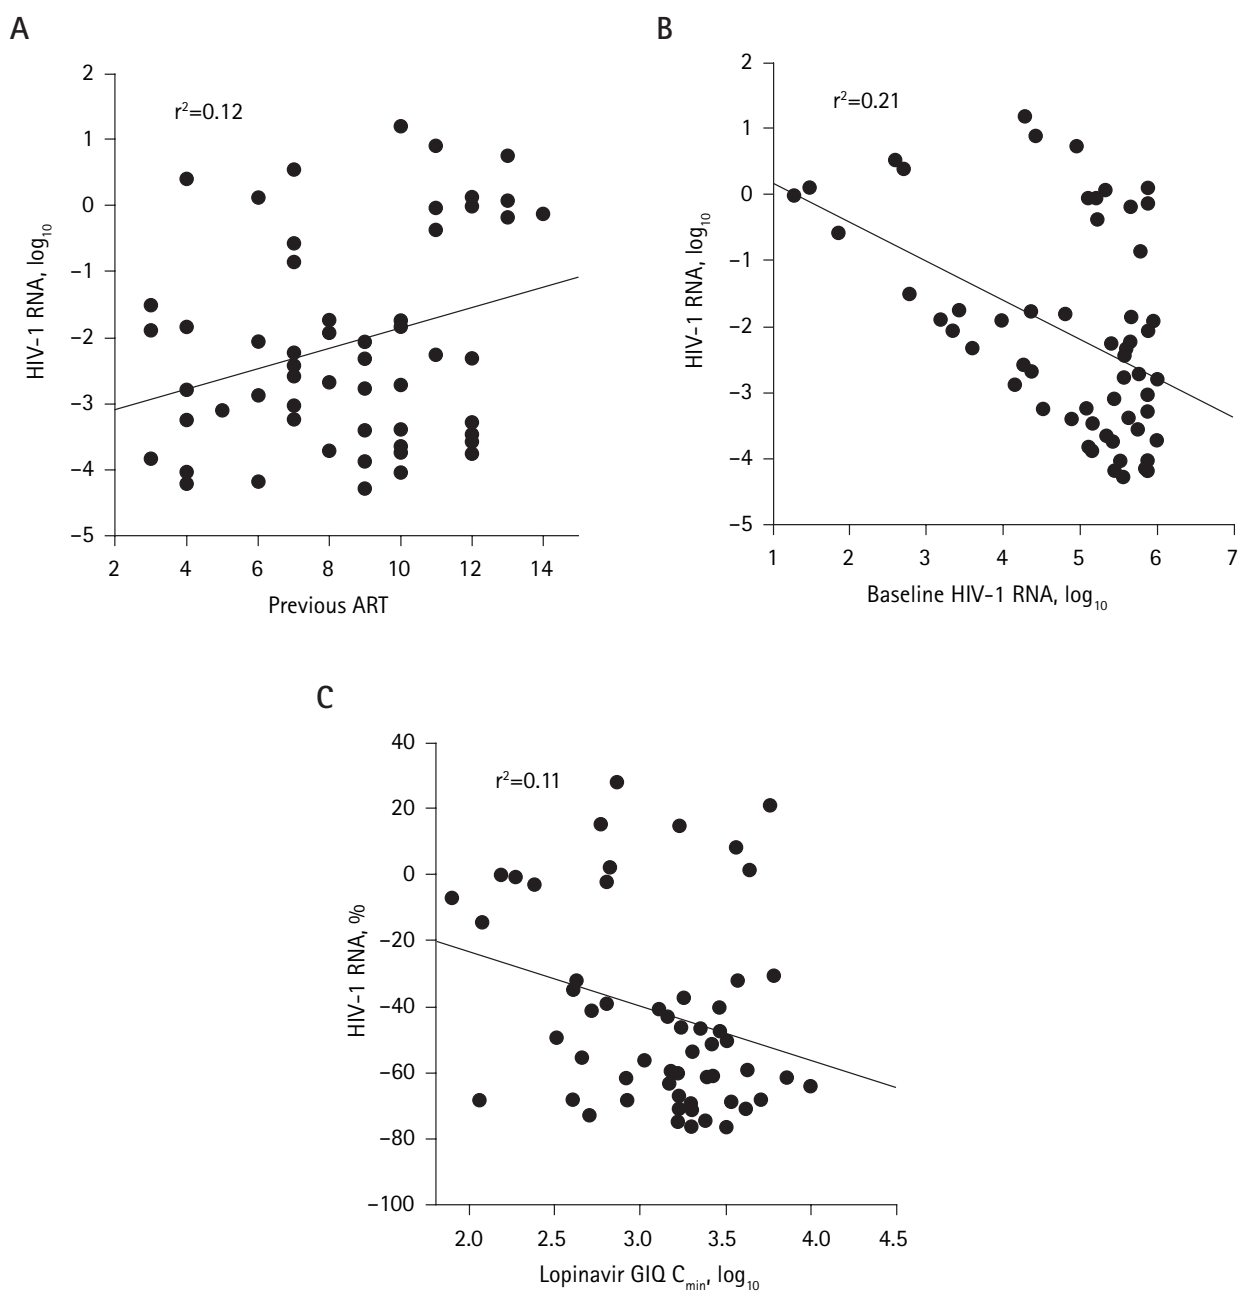 A
r²=0.12
HIV-1 RNA, log₁₀
2
1
0
−1
−2
−3
−4
−5
2 4 6 8 10 12 14
Previous ART
B
r²=0.21
HIV-1 RNA, log₁₀
2
1
0
−1
−2
−3
−4
−5
1 2 3 4 5 6 7
Baseline HIV-1 RNA, log₁₀
C
r²=0.11
HIV-1 RNA, %
40
20
0
−20
−40
−60
−80
−100
2.0 2.5 3.0 3.5 4.0 4.5
Lopinavir GIQ Cₘᵢₙ, log₁₀